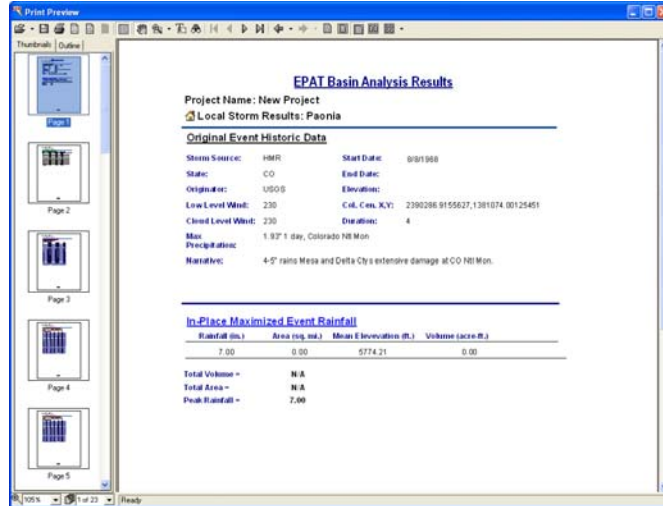 Print Preview
Thumbnails Outline
Page 1
Page 2
Page 3
Page 4
Page 5
EPAT Basin Analysis Results
Project Name: New Project
Local Storm Results: Paonia
Original Event Historic Data
Storm Source: HMR Start Date: 8/8/1968
State: CO End Date:
Originator: USGS Elevation:
Low Level Wind: 230 Col. Cen. X,Y: 2390286.9155627,1381074.00125451
Cloud Level Wind: 230 Duration: 4
Max Precipitation: 1.93" 1 day, Colorado Ntl Mon
Narrative: 4-5" rains Mesa and Delta Ctys extensive damage at CO Ntl Mon.
In-Place Maximized Event Rainfall
Rainfall (in.) Area (sq. mi.) Mean Elevevation (ft.) Volume (acre-ft.)
7.00 0.00 5774.21 0.00
Total Volume = N/A
Total Area = N/A
Peak Rainfall = 7.00
105% 1 of 23 Ready